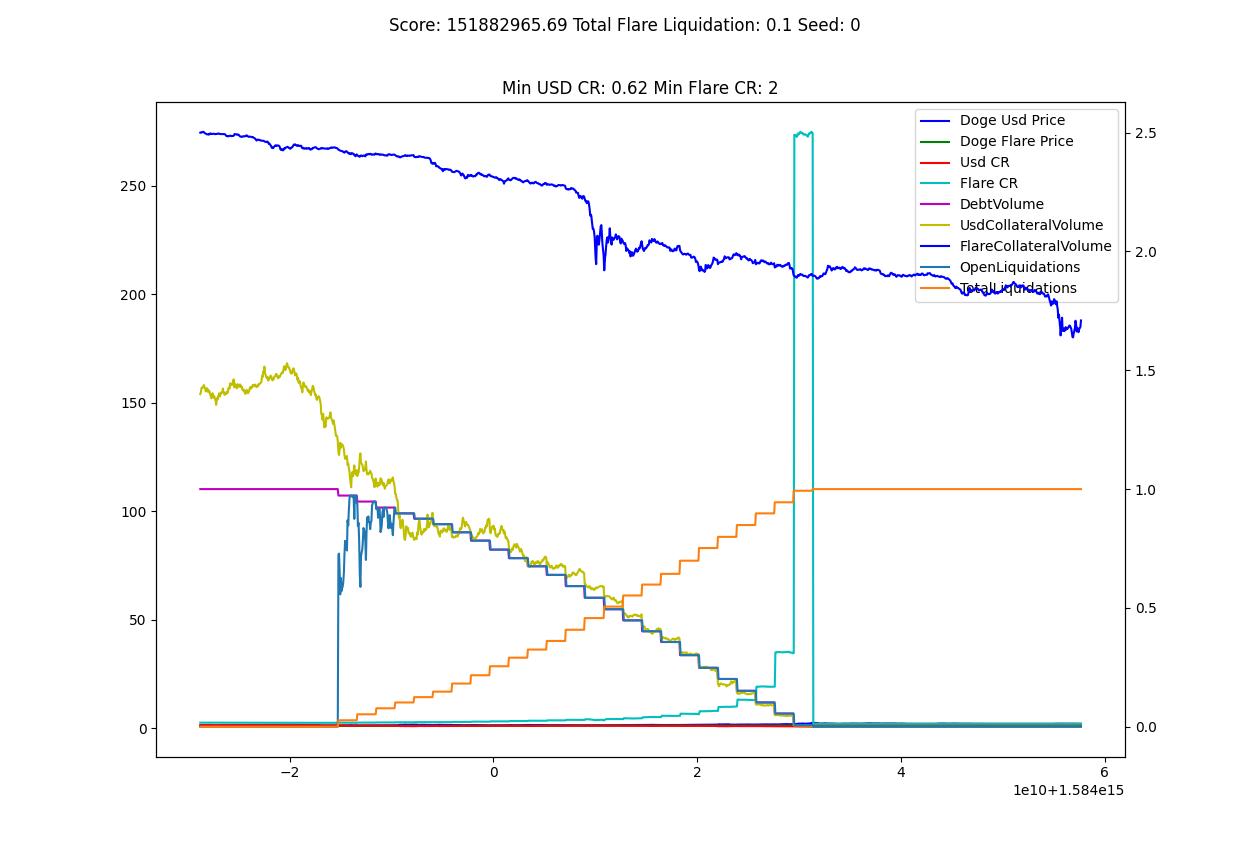 Score: 151882965.69 Total Flare Liquidation: 0.1 Seed: 0
Min USD CR: 0.62 Min Flare CR: 2
Doge Usd Price
Doge Flare Price
Usd CR
Flare CR
DebtVolume
UsdCollateralVolume
FlareCollateralVolume
OpenLiquidations
TotalLiquidations
250
200
150
100
50
0
2.5
2.0
1.5
1.0
0.5
0.0
−2
0
2
4
6
1e10+1.584e15